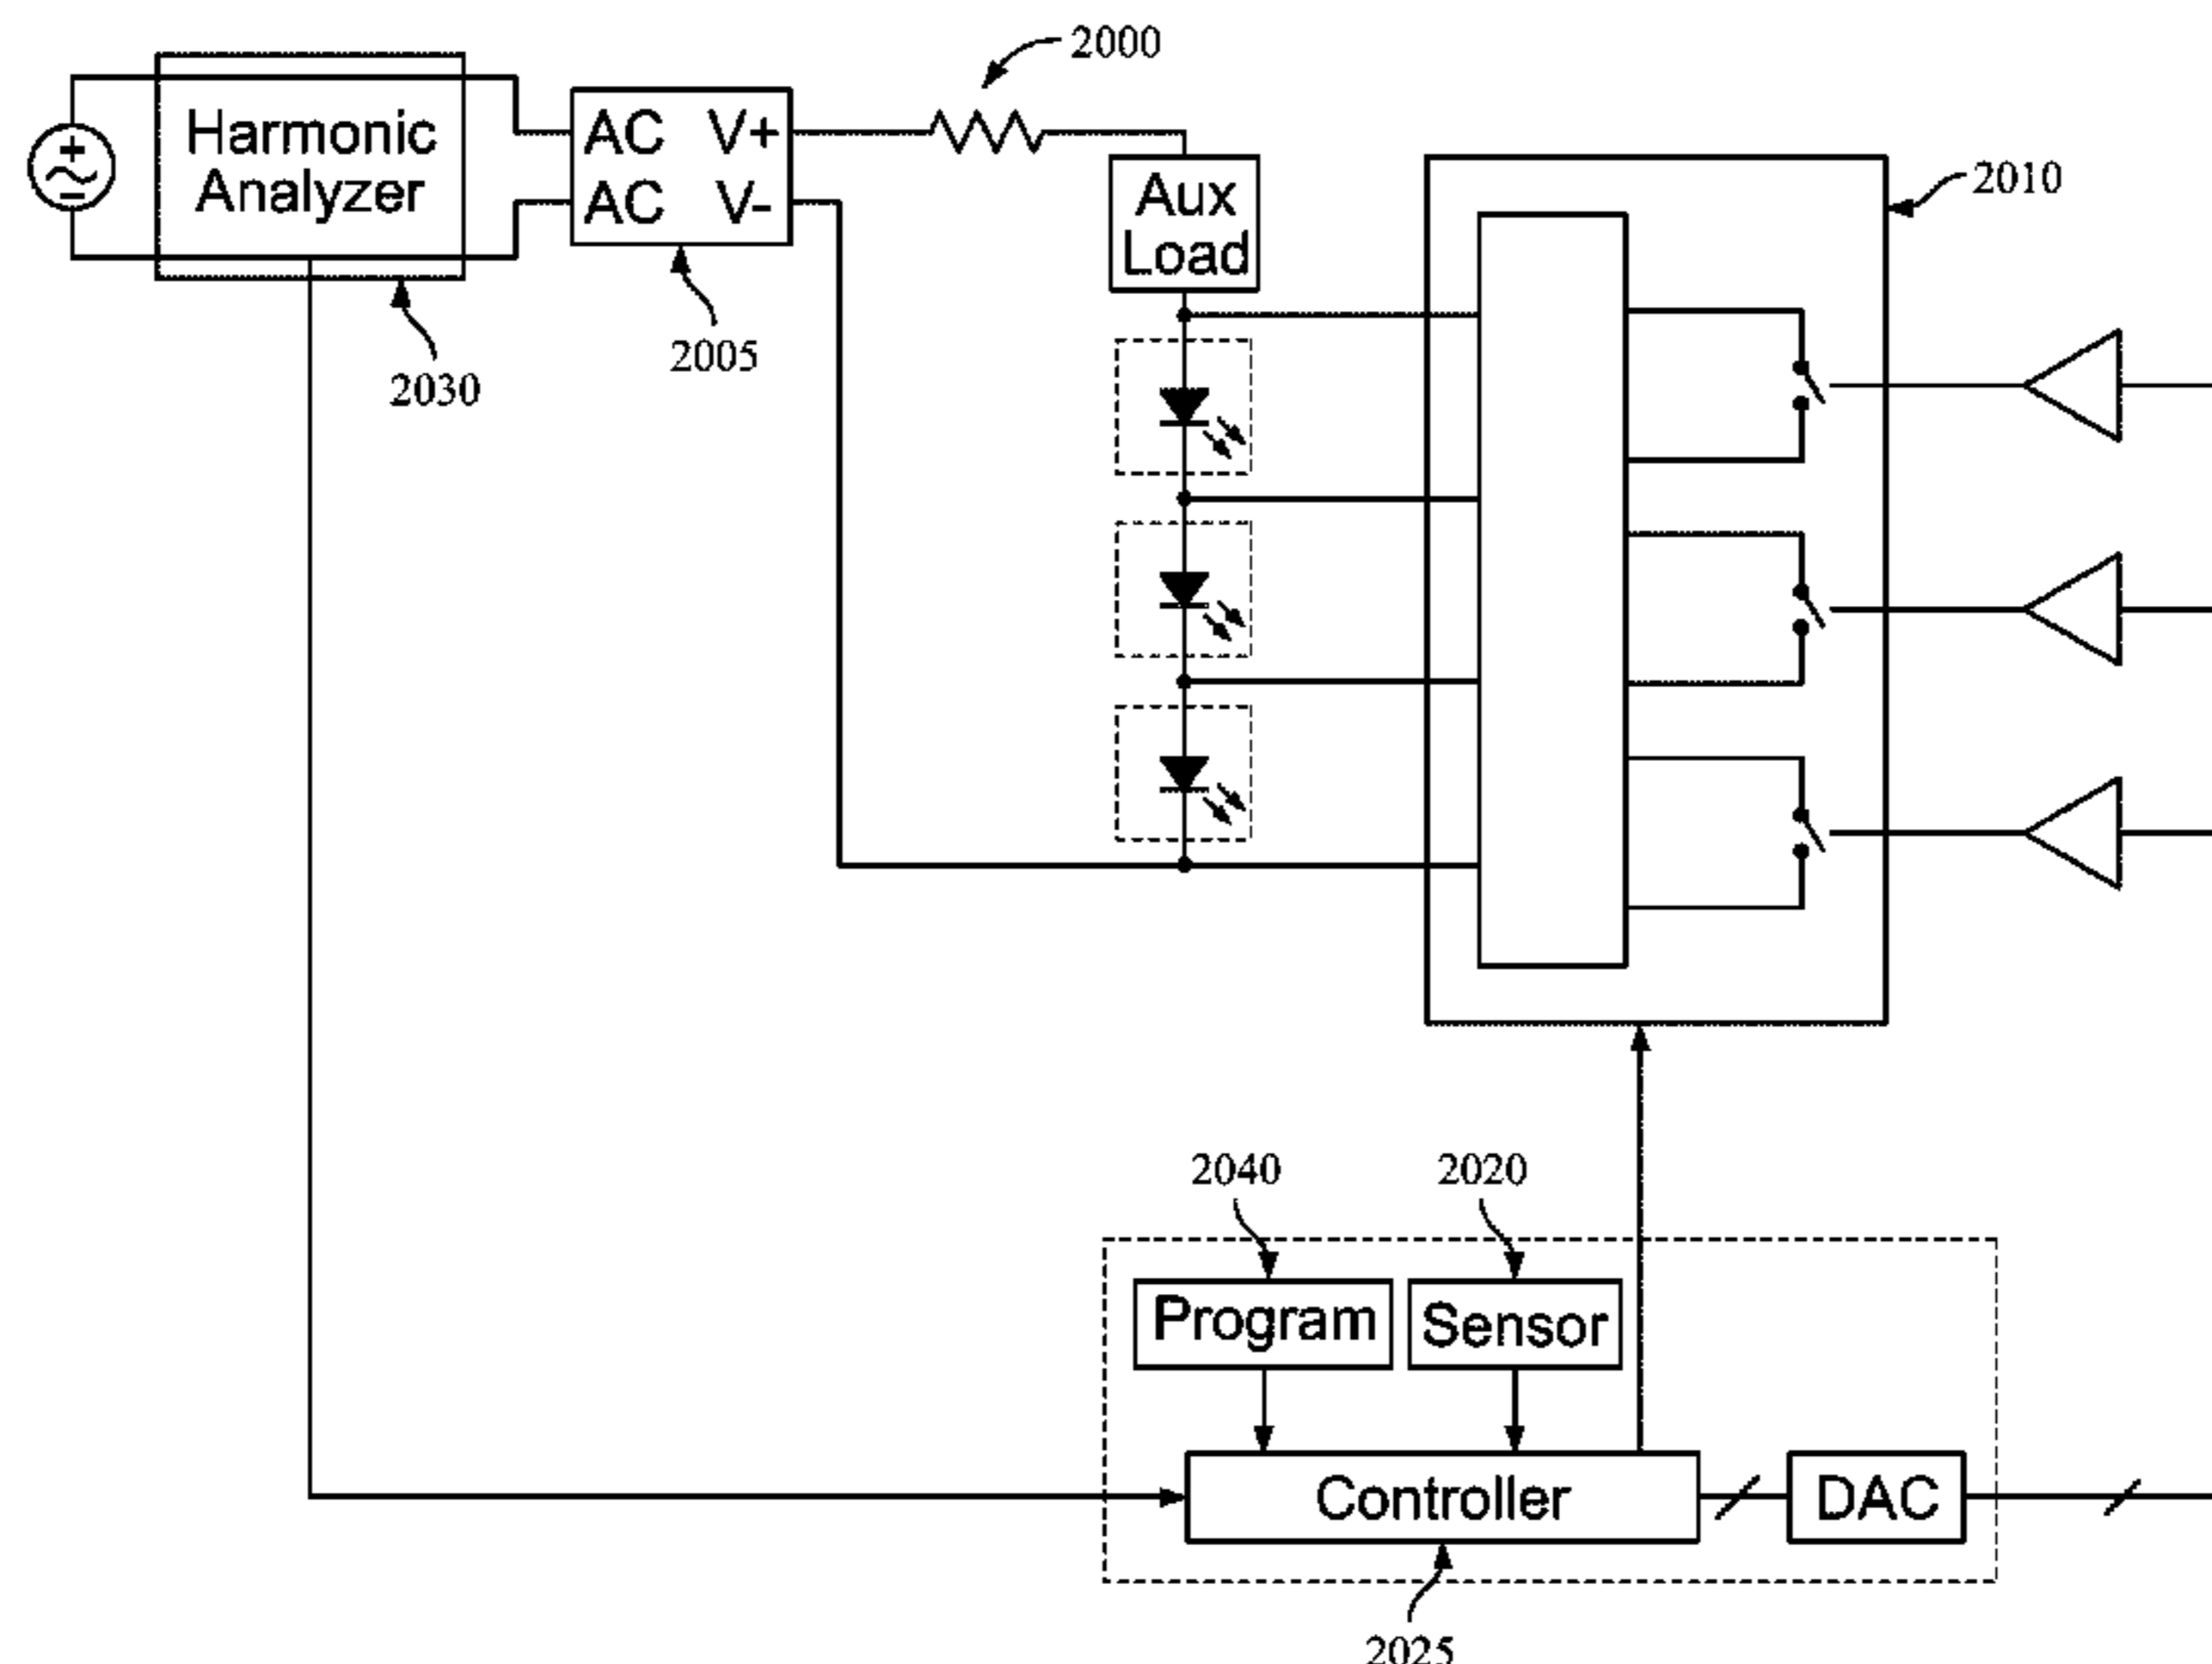 2000
Harmonic
Analyzer
AC V+
AC V-
Aux
Load
2010
2005
2030
2040
2020
Program
Sensor
Controller
DAC
2025